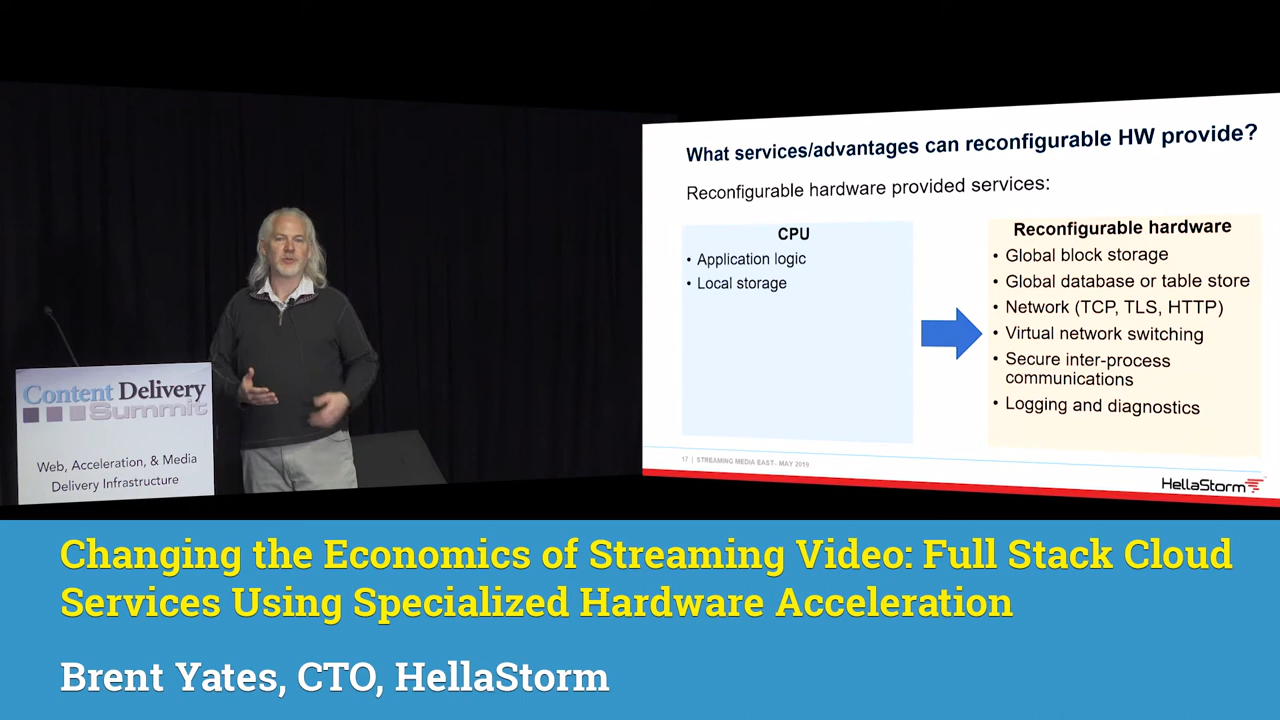 Content Delivery
Summit
Web, Acceleration, & Media
Delivery Infrastructure
What services/advantages can reconfigurable HW provide?
Reconfigurable hardware provided services:
CPU
• Application logic
• Local storage
Reconfigurable hardware
• Global block storage
• Global database or table store
• Network (TCP, TLS, HTTP)
• Virtual network switching
• Secure inter-process
communications
• Logging and diagnostics
17 | STREAMING MEDIA EAST- MAY 2019
HellaStorm
Changing the Economics of Streaming Video: Full Stack Cloud
Services Using Specialized Hardware Acceleration
Brent Yates, CTO, HellaStorm